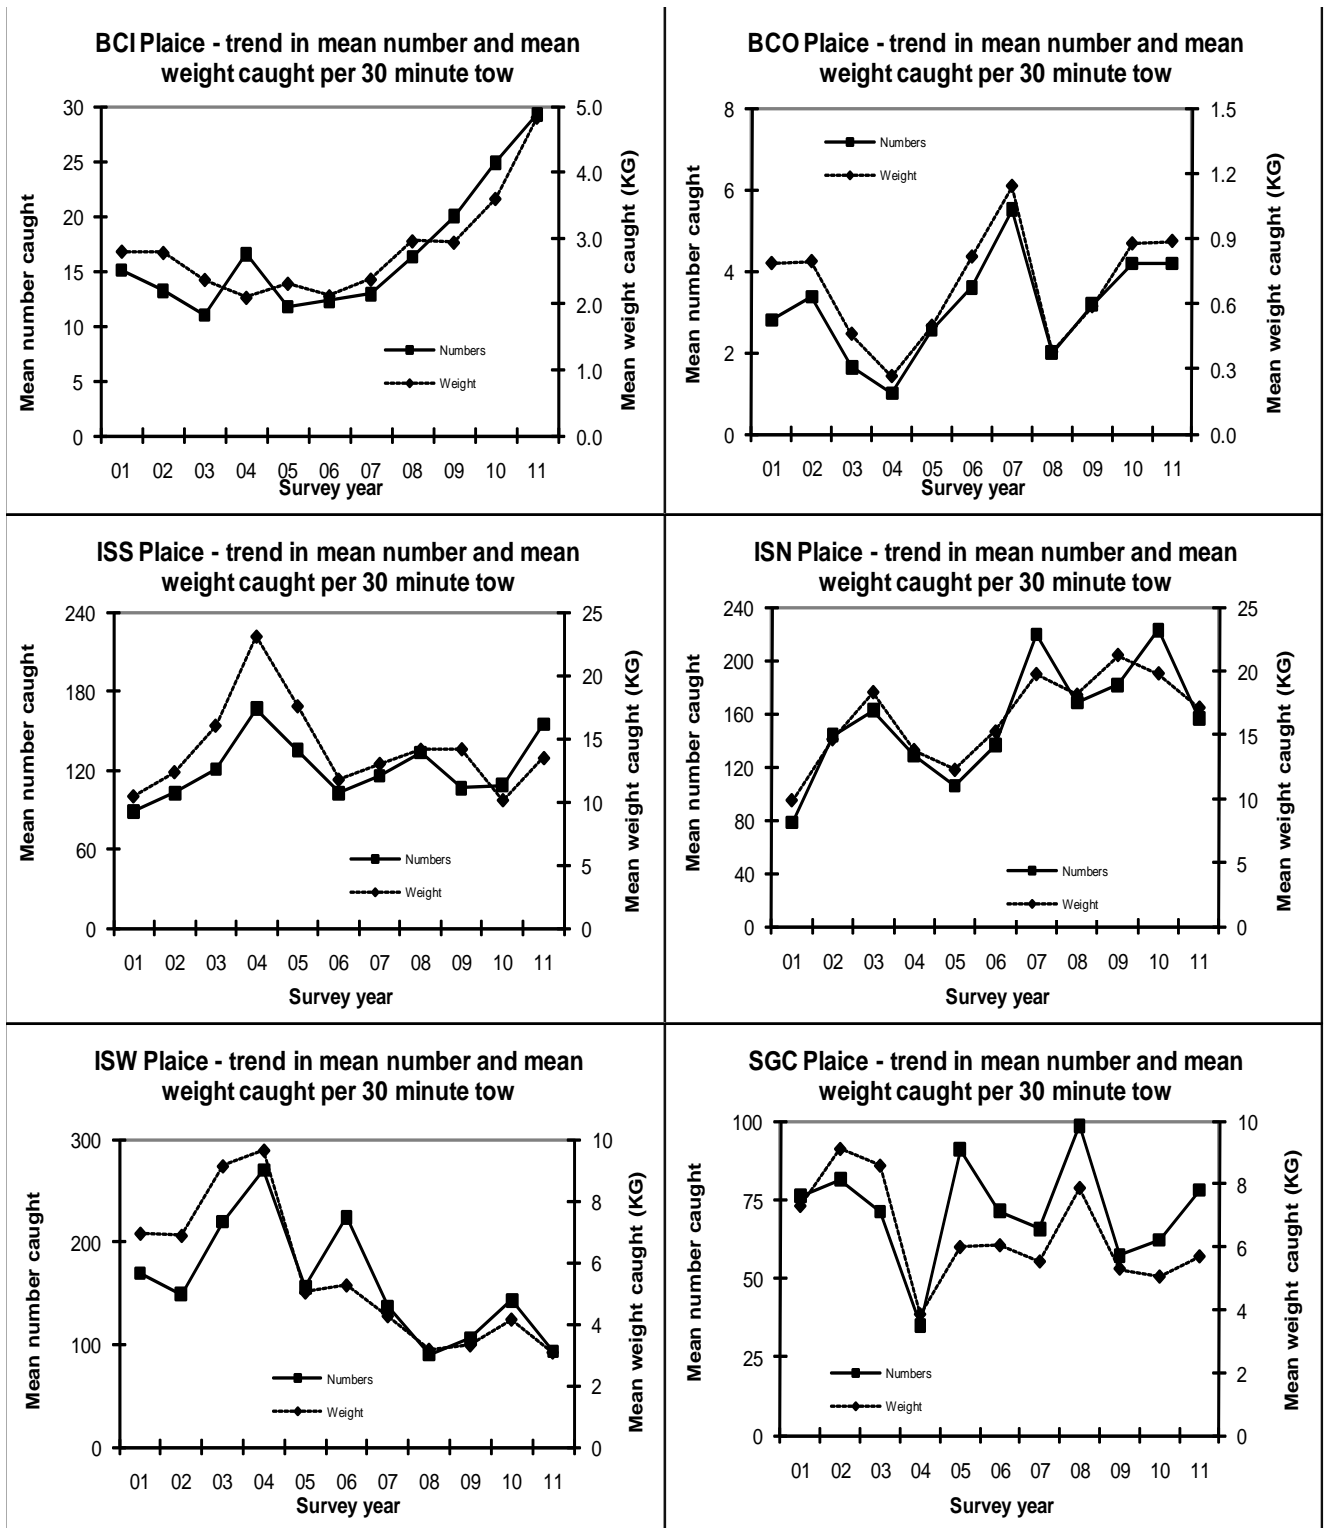 BCI Plaice - trend in mean number and mean
weight caught per 30 minute tow
30
25
20
15
10
5
0
5.0
4.0
3.0
2.0
1.0
0.0
Mean number caught
Mean weight caught (KG)
Numbers
Weight
01 02 03 04 05 06 07 08 09 10 11
Survey year
BCO Plaice - trend in mean number and mean
weight caught per 30 minute tow
8
6
4
2
0
1.5
1.2
0.9
0.6
0.3
0.0
Mean number caught
Mean weight caught (KG)
Numbers
Weight
01 02 03 04 05 06 07 08 09 10 11
Survey year
ISS Plaice - trend in mean number and mean
weight caught per 30 minute tow
240
180
120
60
0
25
20
15
10
5
0
Mean number caught
Mean weight caught (KG)
Numbers
Weight
01 02 03 04 05 06 07 08 09 10 11
Survey year
ISN Plaice - trend in mean number and mean
weight caught per 30 minute tow
240
200
160
120
80
40
0
25
20
15
10
5
0
Mean number caught
Mean weight caught (KG)
Numbers
Weight
01 02 03 04 05 06 07 08 09 10 11
Survey year
ISW Plaice - trend in mean number and mean
weight caught per 30 minute tow
300
200
100
0
10
8
6
4
2
0
Mean number caught
Mean weight caught (KG)
Numbers
Weight
01 02 03 04 05 06 07 08 09 10 11
Survey year
SGC Plaice - trend in mean number and mean
weight caught per 30 minute tow
100
75
50
25
0
10
8
6
4
2
0
Mean number caught
Mean weight caught (KG)
Numbers
Weight
01 02 03 04 05 06 07 08 09 10 11
Survey year